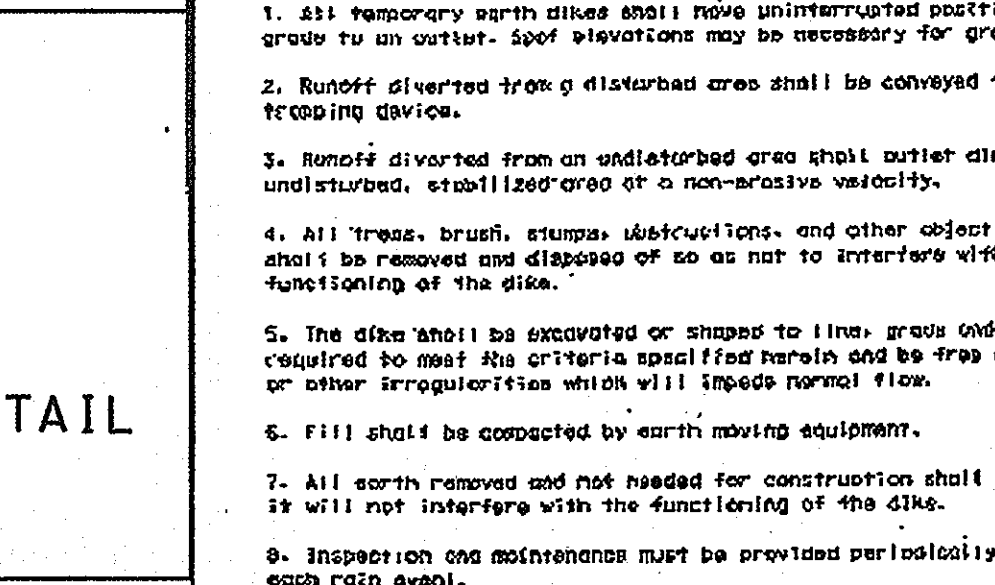 TAIL
1. All temporary earth dikes shall have uninterrupted positi
grade to an outlet. Spot elevations may be necessary for gra
2. Runoff diverted from a disturbed area shall be conveyed
trapping device.
3. Runoff diverted from an undisturbed area shall outlet di
undisturbed, stabilized area at a non-erosive velocity.
4. All trees, brush, stumps, obstructions, and other object
shall be removed and disposed of so as not to interfere with
functioning of the dike.
5. The dike shall be excavated or shaped to line, grade and
required to meet the criteria specified herein and be free
or other irregularities which will impede normal flow.
6. Fill shall be compacted by earth moving equipment.
7. All earth removed and not needed for construction shall
it will not interfere with the functioning of the dike.
8. Inspection and maintenance must be provided periodically
each rain event.